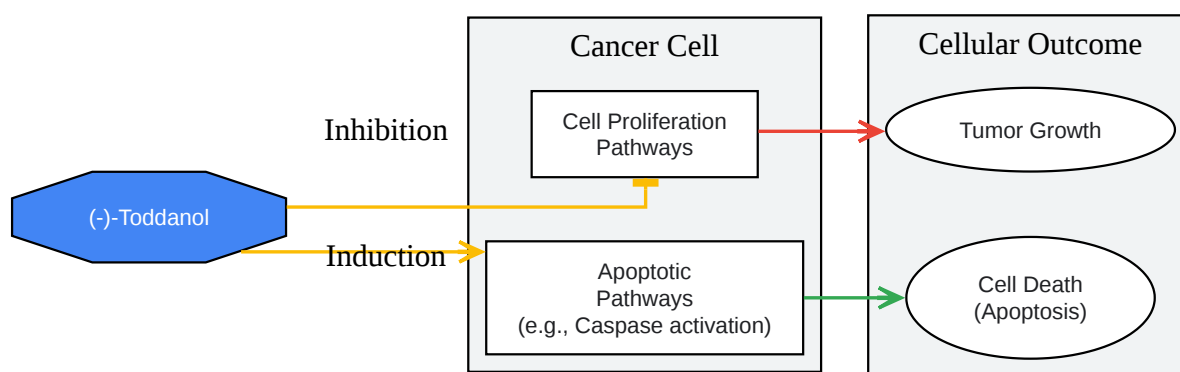 Cancer Cell
Cellular Outcome
Inhibition
Cell Proliferation
Pathways
Tumor Growth
(-)-Toddanol
Induction
Apoptotic
Pathways
(e.g., Caspase activation)
Cell Death
(Apoptosis)